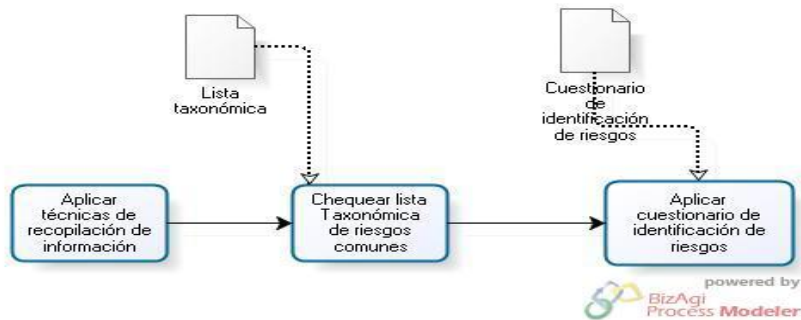 Lista
taxonómica
Cuestionario
de
identificación
de riesgos
Aplicar
técnicas de
recopilación de
información
Chequear lista
Taxonómica
de riesgos
comunes
Aplicar
cuestionario de
identificación de
riesgos
powered by
BizAgi
Process Modeler